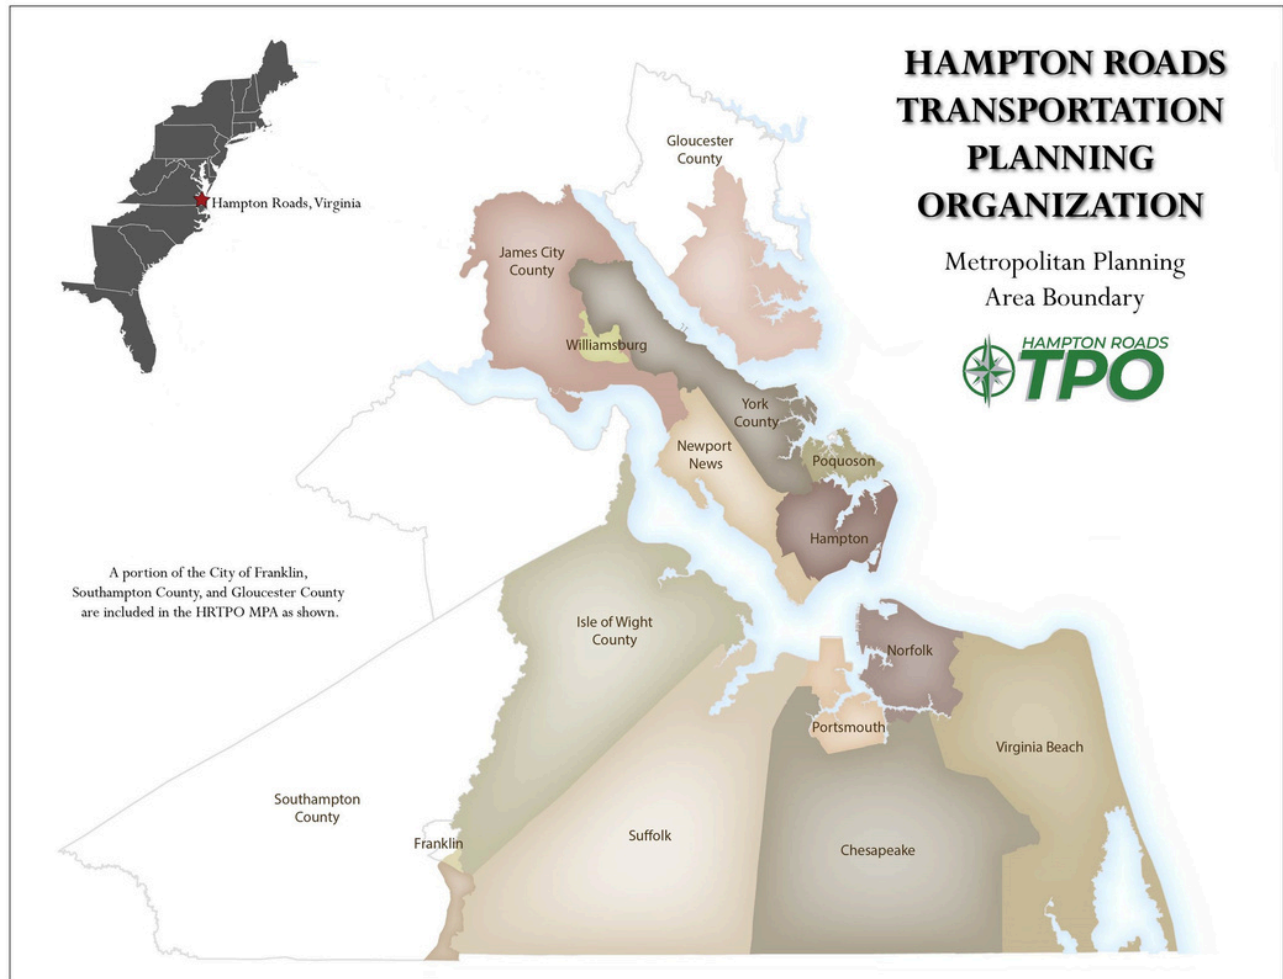 HAMPTON ROADS
TRANSPORTATION
PLANNING
ORGANIZATION
Metropolitan Planning
Area Boundary
HAMPTON ROADS
TPO
Hampton Roads, Virginia
Gloucester
County
James City
County
Williamsburg
York
County
Newport
News
Poquoson
Hampton
A portion of the City of Franklin,
Southampton County, and Gloucester County
are included in the HRTPO MPA as shown.
Isle of Wight
County
Norfolk
Portsmouth
Virginia Beach
Southampton
County
Franklin
Suffolk
Chesapeake